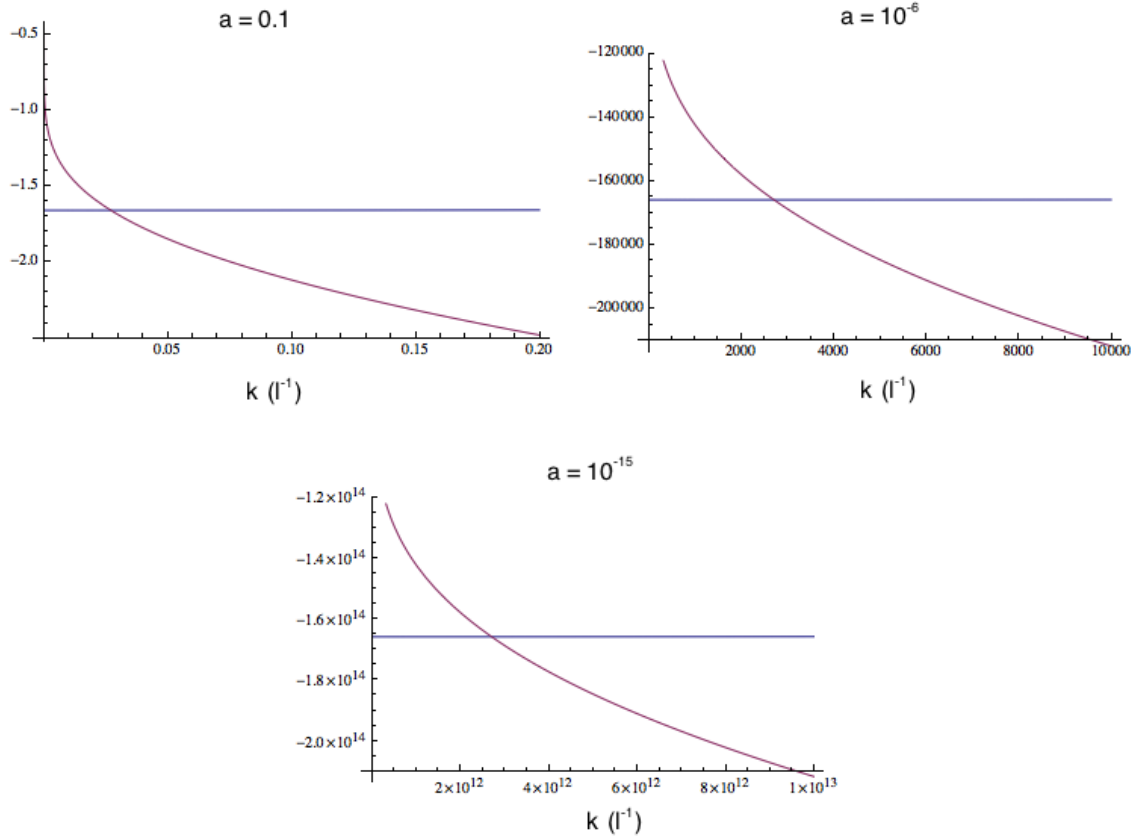 a = 0.1
−0.5
−1.0
−1.5
−2.0
0.05 0.10 0.15 0.20
k (l⁻¹)
a = 10⁻⁶
−120000
−140000
−160000
−180000
−200000
2000 4000 6000 8000 10000
k (l⁻¹)
a = 10⁻¹⁵
−1.2×10¹⁴
−1.4×10¹⁴
−1.6×10¹⁴
−1.8×10¹⁴
−2.0×10¹⁴
2×10¹² 4×10¹² 6×10¹² 8×10¹² 1×10¹³
k (l⁻¹)